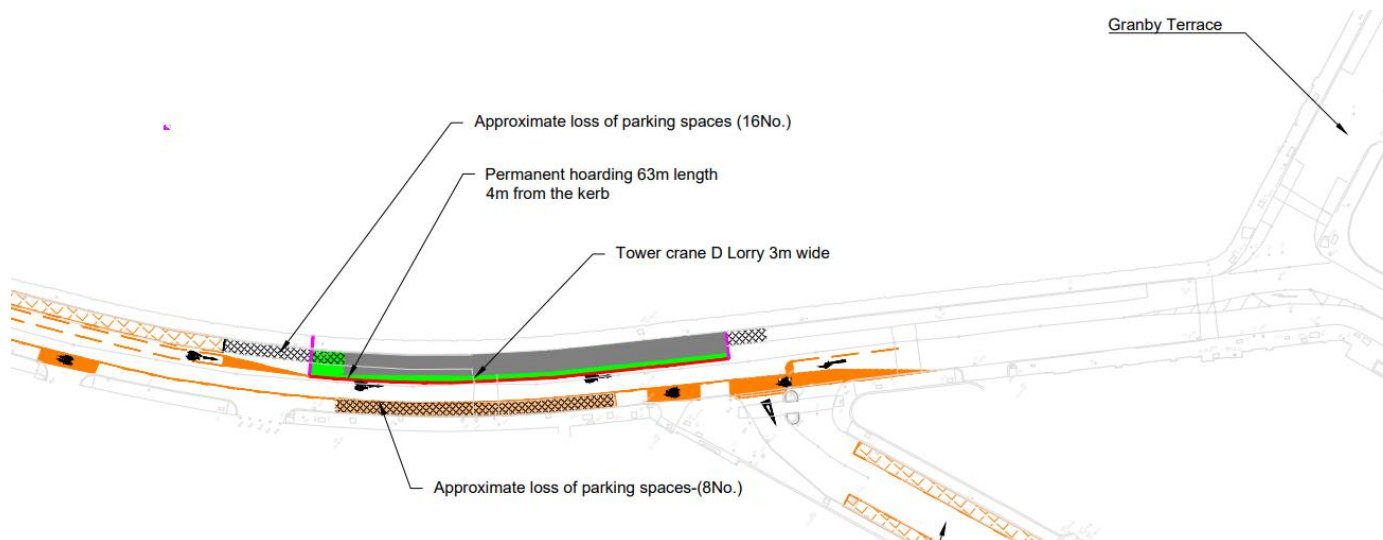 Granby Terrace
Approximate loss of parking spaces (16No.)
Permanent hoarding 63m length
4m from the kerb
Tower crane D Lorry 3m wide
Approximate loss of parking spaces-(8No.)